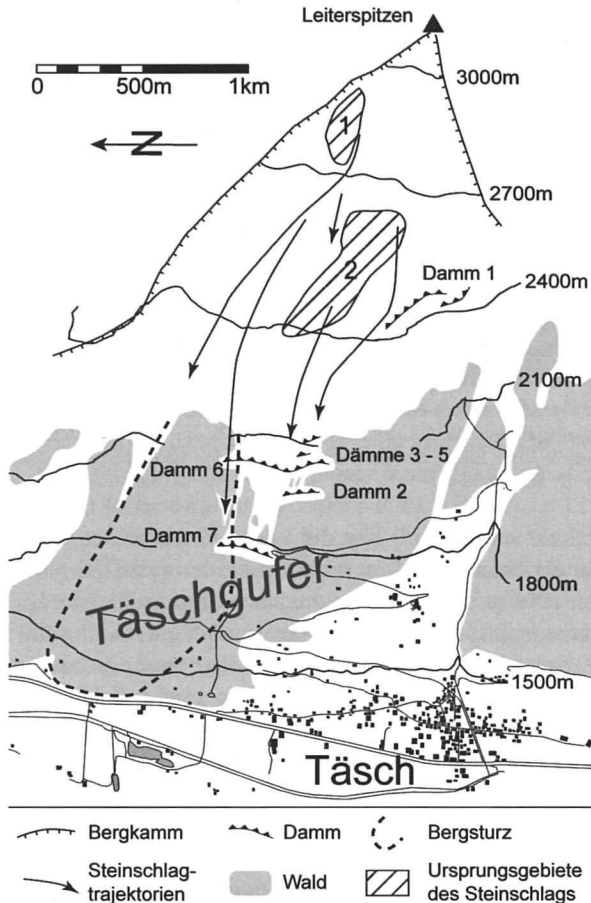 Leiterspitzen
3000m
0 500m 1km
1
N
2700m
2
Damm 1
2400m
2100m
Damm 6
Dämme 3 - 5
Damm 2
Damm 7
1800m
Täschgufer
1500m
Täsch
Bergkamm
Damm
Bergsturz
Steinschlag-
trajektorien
Wald
Ursprungsgebiete
des Steinschlags